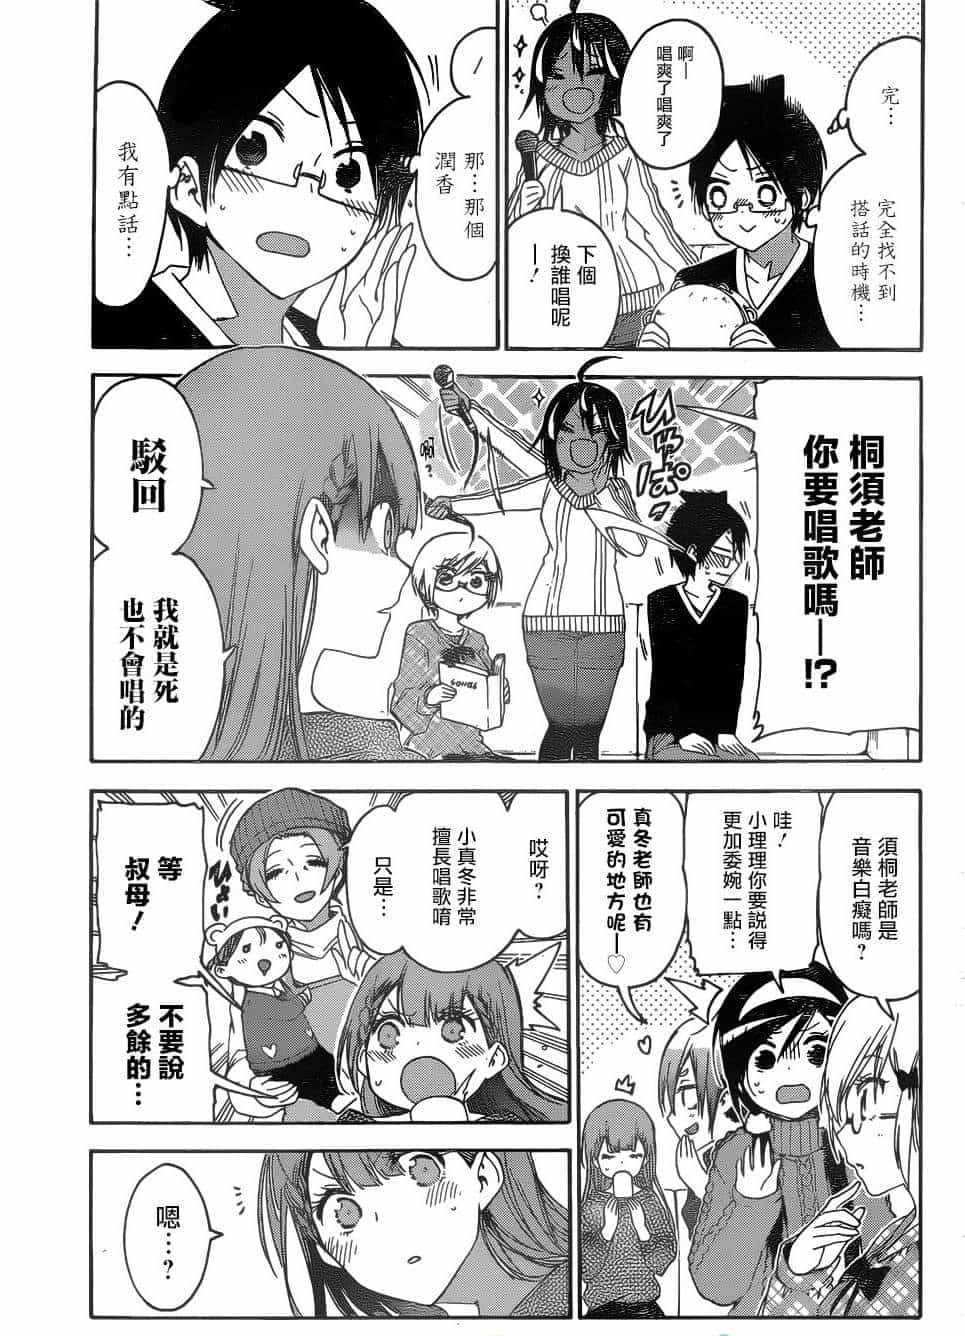 完…
完全找不到
搭話的時機…
啊—
唱爽了唱爽了
下個
換誰唱呢
—！
那…那個
潤香
我有點話…
桐須老師
你要唱歌嗎—!?
啊？
SONGS
駁回
我就是死
也不會唱的
須桐老師是
音樂白癡嗎？
哇！
小理理你要說得
更加委婉一點…
真冬老師也有
可愛的地方呢—♡
哎呀？
小真冬非常
擅長唱歌唷
只是…
等
叔母！
不要說
多餘的…
嗯…？